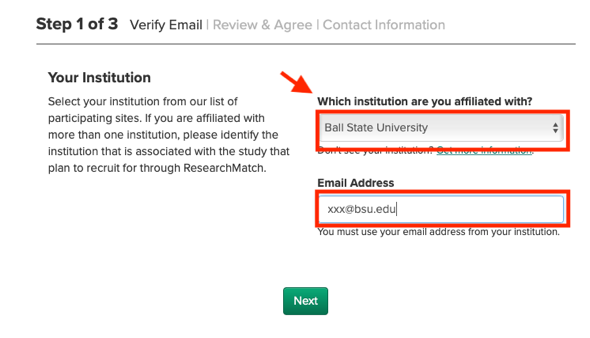 Step 1 of 3 Verify Email | Review & Agree | Contact Information
Your Institution
Select your institution from our list of
participating sites. If you are affiliated with
more than one institution, please identify the
institution that is associated with the study that
plan to recruit for through ResearchMatch.
Which institution are you affiliated with?
Ball State University
Don't see your institution? Get more information.
Email Address
xxx@bsu.edu
You must use your email address from your institution.
Next